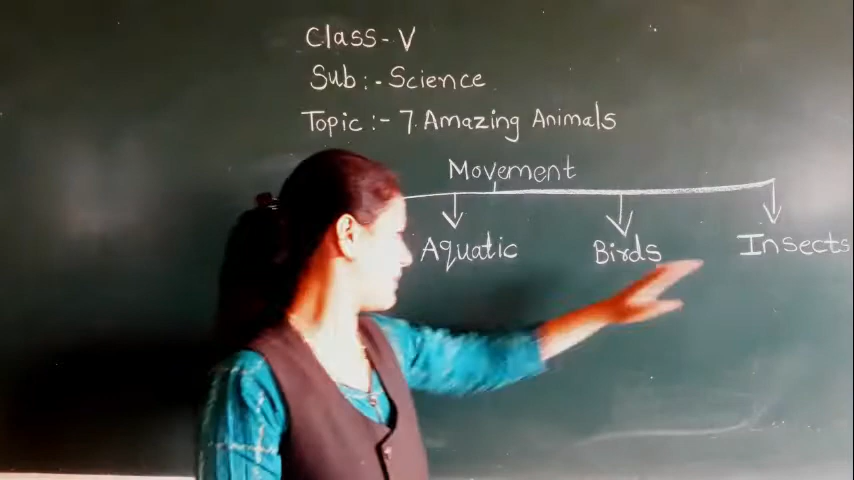 Class - V
Sub :- Science
Topic :- 7. Amazing Animals
Movement
Aquatic Birds Insects